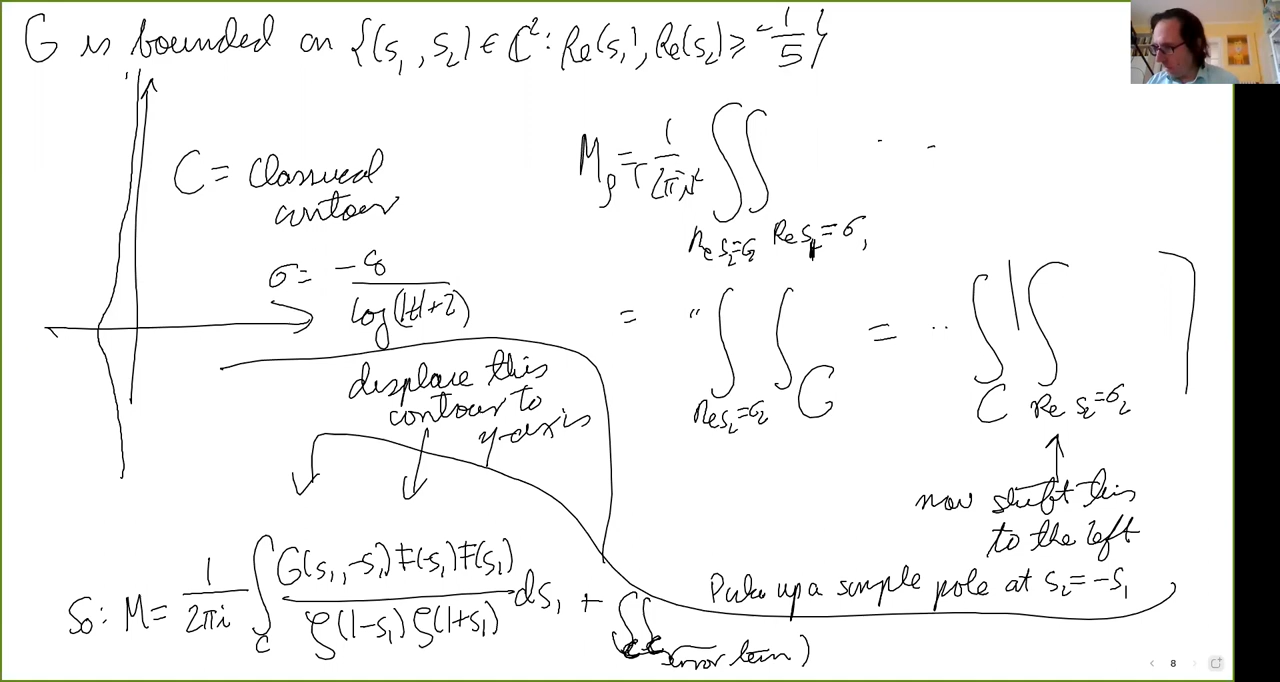 G is bounded on {(s₁, s₂) ∈ ℂ²: Re(s₁), Re(s₂) ≥ -1/5}
C = classical
contour
σ = -c₀ / log(|t|+2)
M_ρ = 1/(2πi)² ∬
Re s₂=σ₂ Re s₁=σ₁
= " ∫ ∫ = .. ∫ ∫
Re s₂=σ₂ C C Re s₂=σ₂
displace this
contour to
y-axis
now shift this
to the left
Pick up a simple pole at s₂ = -s₁
So: M = 1/2πi ∫_C G(s₁,-s₁) F(-s₁) F(s₁) / ζ(1-s₁) ζ(1+s₁) ds₁ + ∬_{C C}
error term)
8